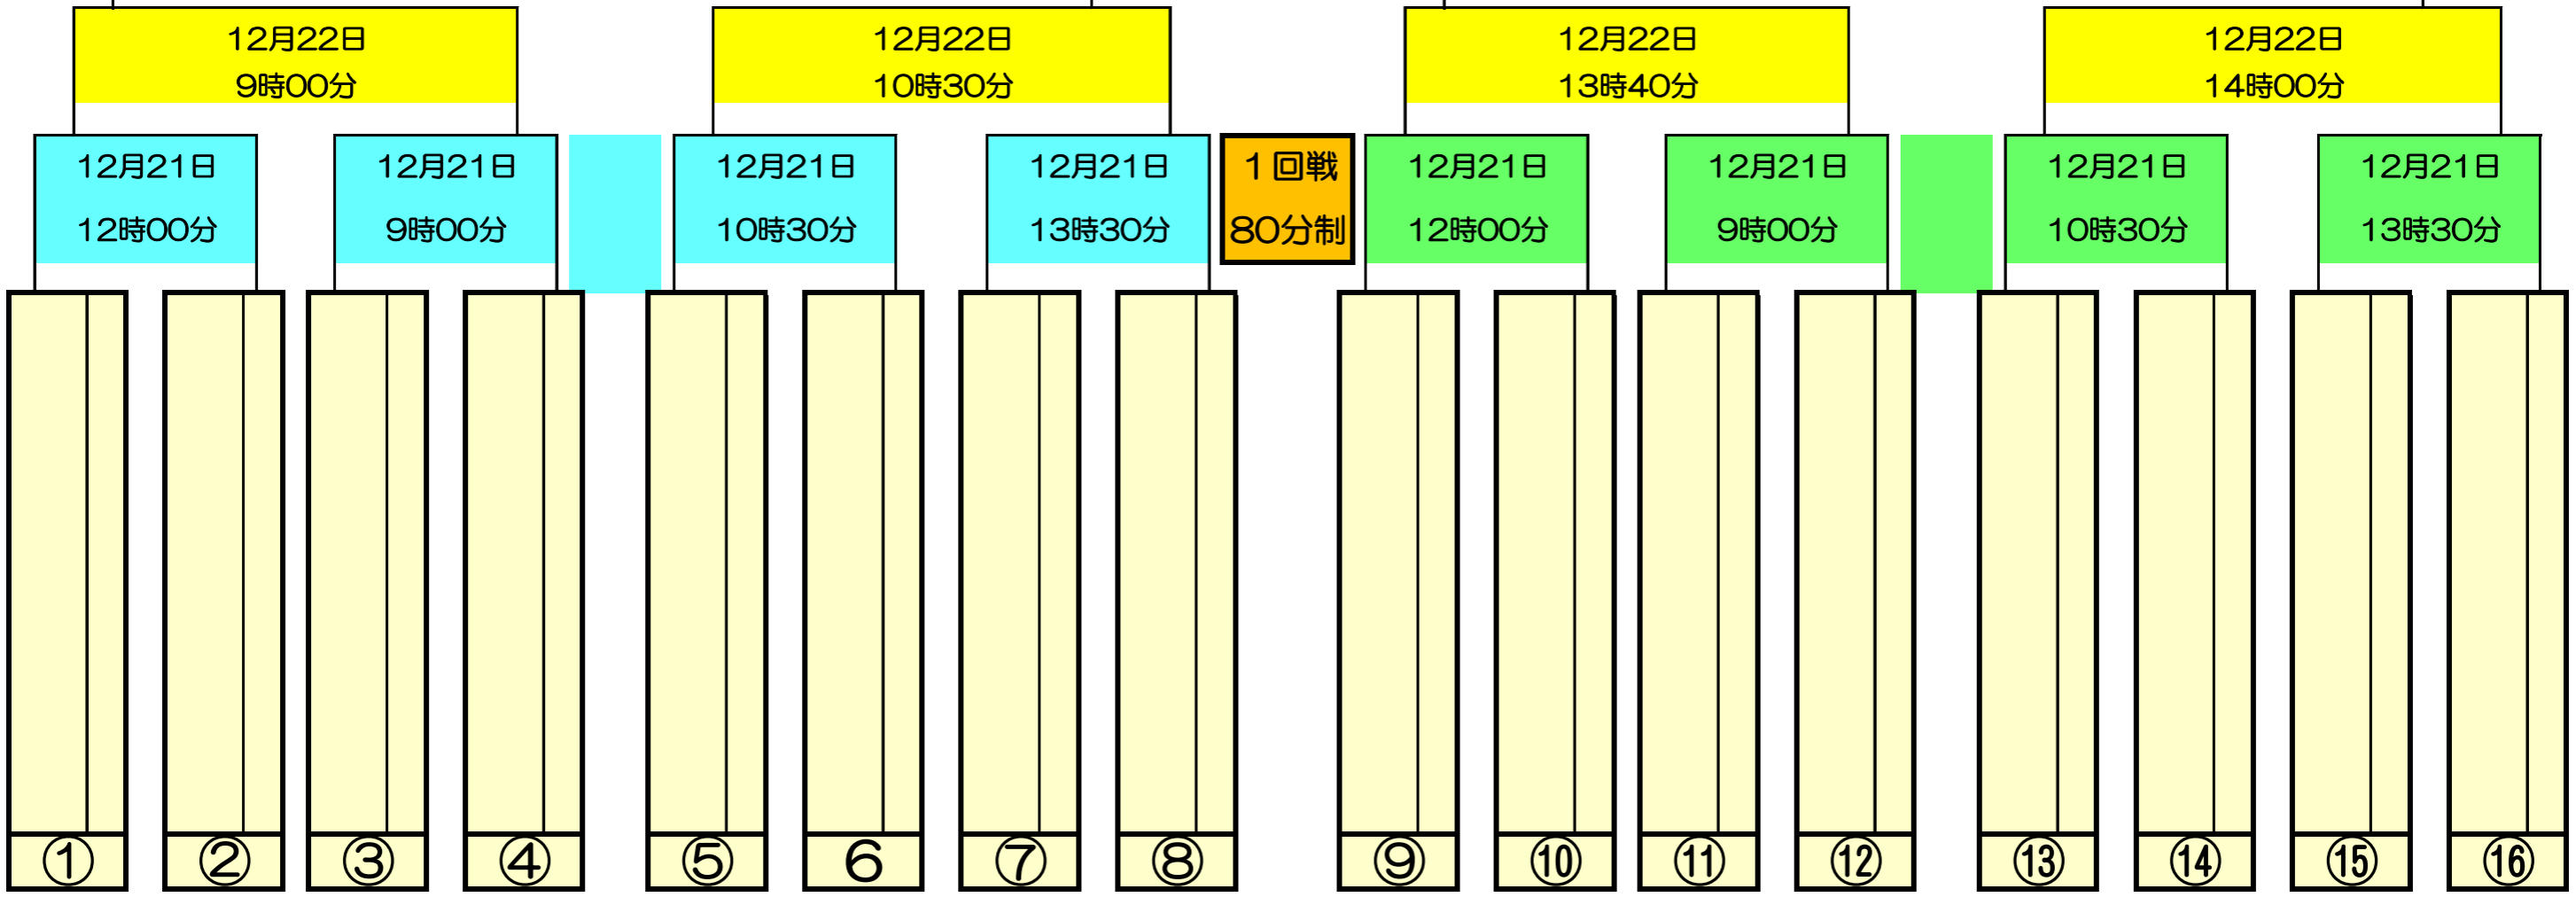 12月22日
9時00分
12月22日
10時30分
12月22日
13時40分
12月22日
14時00分
12月21日
12時00分
12月21日
9時00分
12月21日
10時30分
12月21日
13時30分
１回戦
80分制
12月21日
12時00分
12月21日
9時00分
12月21日
10時30分
12月21日
13時30分
①
②
③
④
⑤
6
⑦
⑧
⑨
⑩
⑪
⑫
⑬
⑭
⑮
⑯